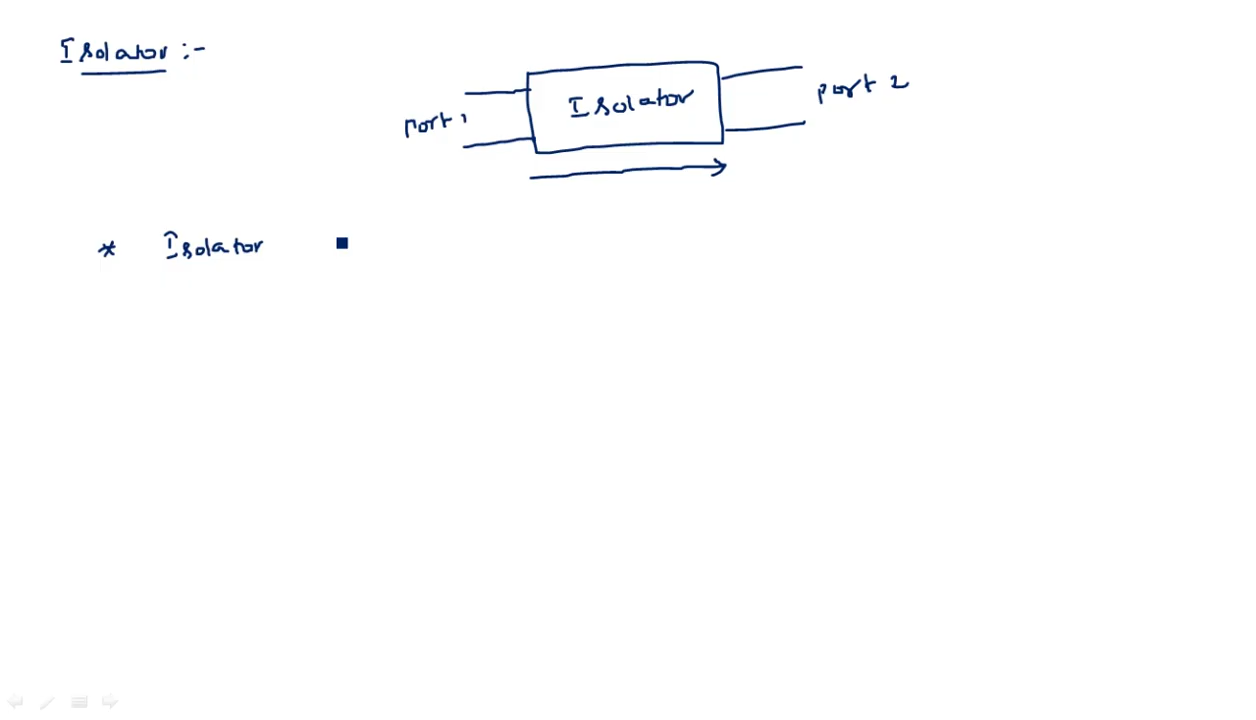 Isolator :-
Isolator
port 1
port 2
* Isolator